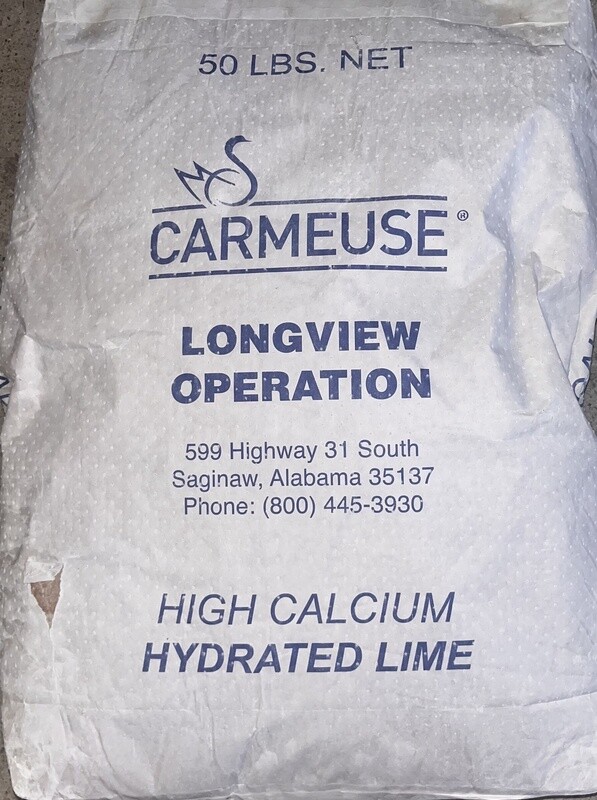 50 LBS. NET
CARMEUSE®
LONGVIEW
OPERATION
599 Highway 31 South
Saginaw, Alabama 35137
Phone: (800) 445-3930
HIGH CALCIUM
HYDRATED LIME